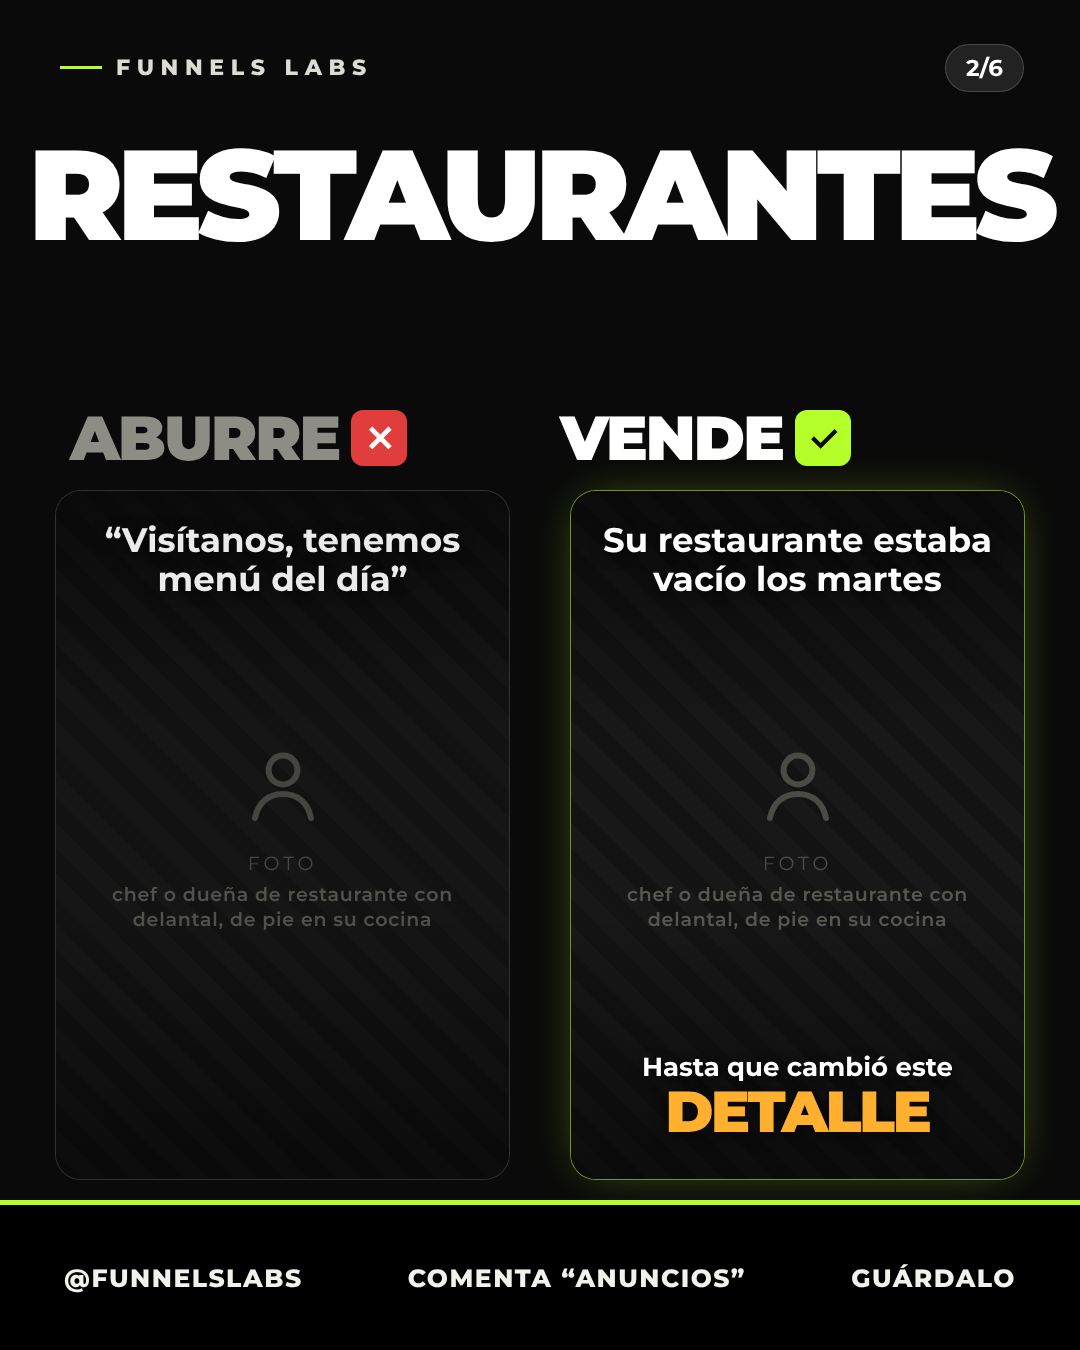 FUNNELS LABS
2/6
RESTAURANTES
ABURRE
VENDE
“Visítanos, tenemos
menú del día”
FOTO
chef o dueña de restaurante con
delantal, de pie en su cocina
Su restaurante estaba
vacío los martes
FOTO
chef o dueña de restaurante con
delantal, de pie en su cocina
Hasta que cambió este
DETALLE
@FUNNELSLABS
COMENTA “ANUNCIOS”
GUÁRDALO